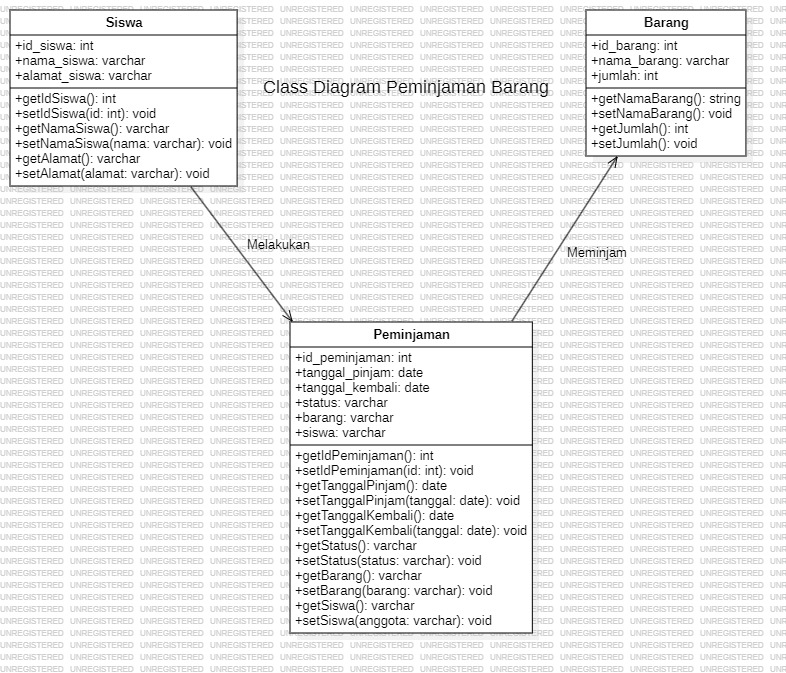 Siswa
+id_siswa: int
+nama_siswa: varchar
+alamat_siswa: varchar
+getIdSiswa(): int
+setIdSiswa(id: int): void
+getNamaSiswa(): varchar
+setNamaSiswa(nama: varchar): void
+getAlamat(): varchar
+setAlamat(alamat: varchar): void
Class Diagram Peminjaman Barang
Barang
+id_barang: int
+nama_barang: varchar
+jumlah: int
+getNamaBarang(): string
+setNamaBarang(): void
+getJumlah(): int
+setJumlah(): void
Melakukan
Meminjam
Peminjaman
+id_peminjaman: int
+tanggal_pinjam: date
+tanggal_kembali: date
+status: varchar
+barang: varchar
+siswa: varchar
+getIdPeminjaman(): int
+setIdPeminjaman(id: int): void
+getTanggalPinjam(): date
+setTanggalPinjam(tanggal: date): void
+getTanggalKembali(): date
+setTanggalKembali(tanggal: date): void
+getStatus(): varchar
+setStatus(status: varchar): void
+getBarang(): varchar
+setBarang(barang: varchar): void
+getSiswa(): varchar
+setSiswa(anggota: varchar): void
UNREGISTERED